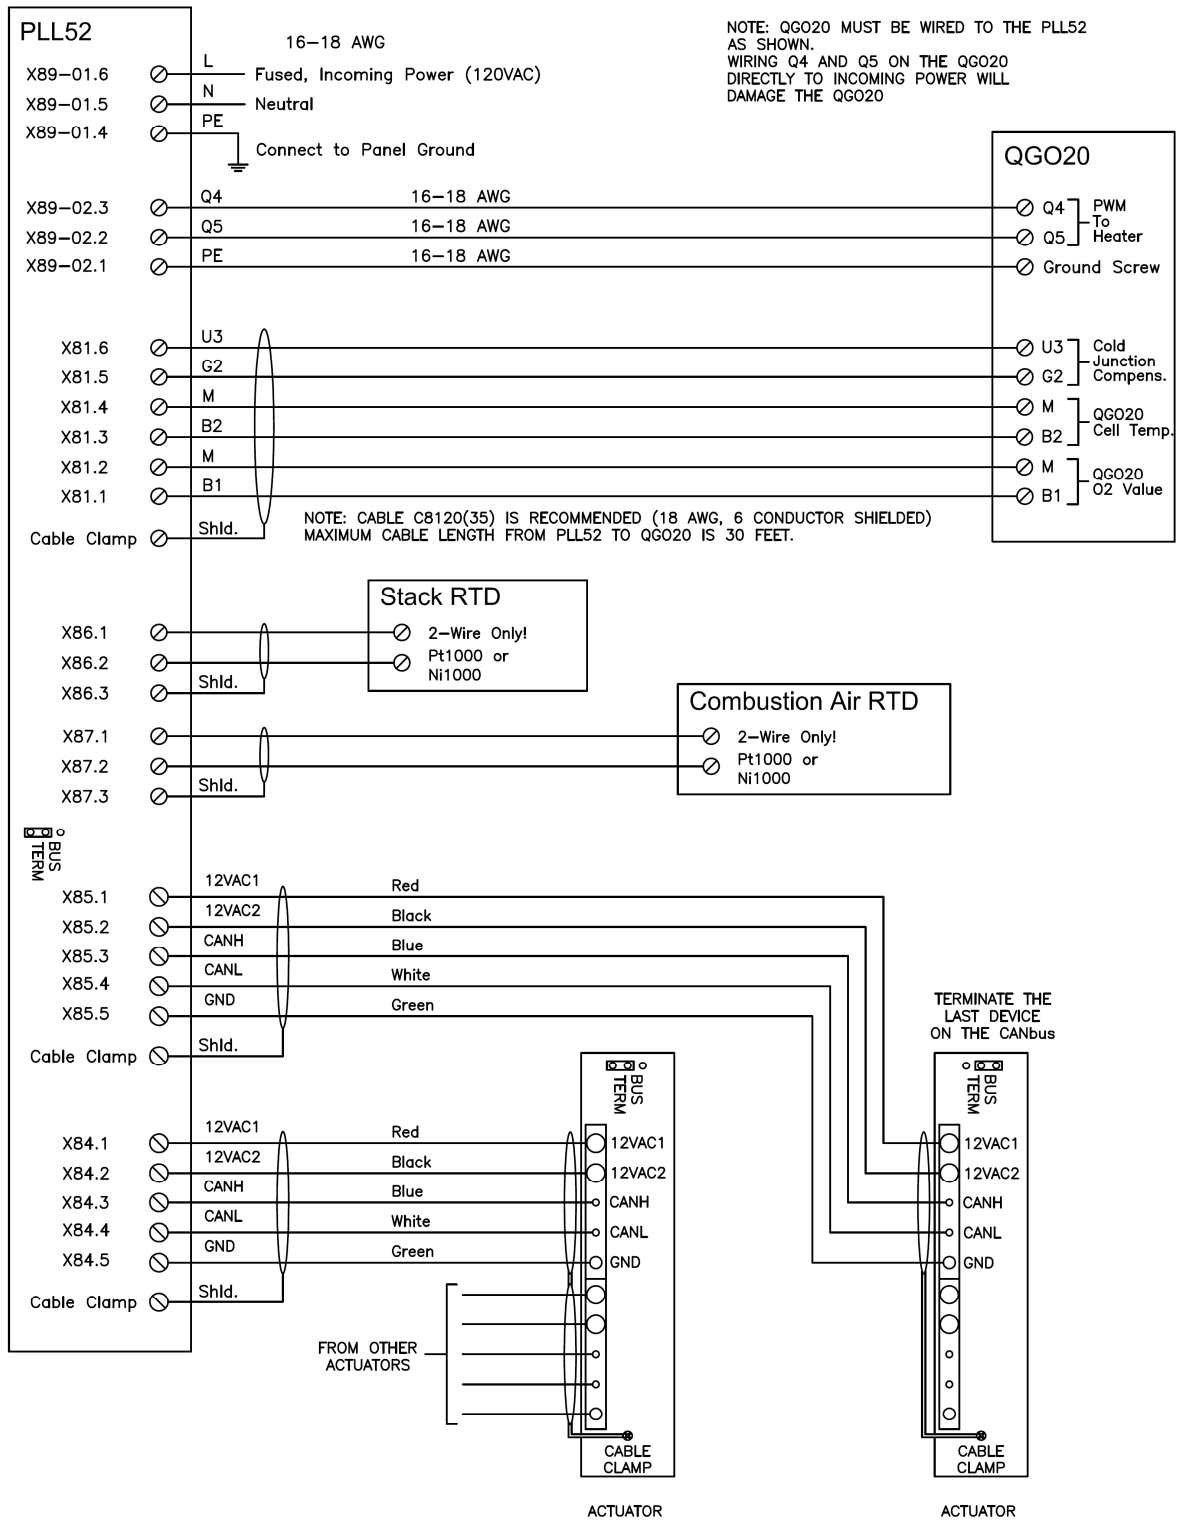 PLL52
16-18 AWG
X89-01.6 L Fused, Incoming Power (120VAC)
X89-01.5 N Neutral
X89-01.4 PE
Connect to Panel Ground
NOTE: QGO20 MUST BE WIRED TO THE PLL52
AS SHOWN.
WIRING Q4 AND Q5 ON THE QGO20
DIRECTLY TO INCOMING POWER WILL
DAMAGE THE QGO20
QGO20
X89-02.3 Q4 16-18 AWG Q4
X89-02.2 Q5 16-18 AWG Q5
PWM
To
Heater
X89-02.1 PE 16-18 AWG Ground Screw
X81.6 U3 U3
X81.5 G2 G2
Cold
Junction
Compens.
X81.4 M M
X81.3 B2 B2
QGO20
Cell Temp.
X81.2 M M
X81.1 B1 B1
QGO20
O2 Value
Cable Clamp Shld.
NOTE: CABLE C8120(35) IS RECOMMENDED (18 AWG, 6 CONDUCTOR SHIELDED)
MAXIMUM CABLE LENGTH FROM PLL52 TO QGO20 IS 30 FEET.
Stack RTD
X86.1 2-Wire Only!
X86.2 Pt1000 or
Ni1000
X86.3 Shld.
Combustion Air RTD
X87.1 2-Wire Only!
X87.2 Pt1000 or
Ni1000
X87.3 Shld.
BUS
TERM
X85.1 12VAC1 Red
X85.2 12VAC2 Black
X85.3 CANH Blue
X85.4 CANL White
X85.5 GND Green
Cable Clamp Shld.
TERMINATE THE
LAST DEVICE
ON THE CANbus
BUS
TERM
BUS
TERM
X84.1 12VAC1 Red 12VAC1 12VAC1
X84.2 12VAC2 Black 12VAC2 12VAC2
X84.3 CANH Blue CANH CANH
X84.4 CANL White CANL CANL
X84.5 GND Green GND GND
Cable Clamp Shld.
FROM OTHER
ACTUATORS
CABLE
CLAMP
CABLE
CLAMP
ACTUATOR
ACTUATOR